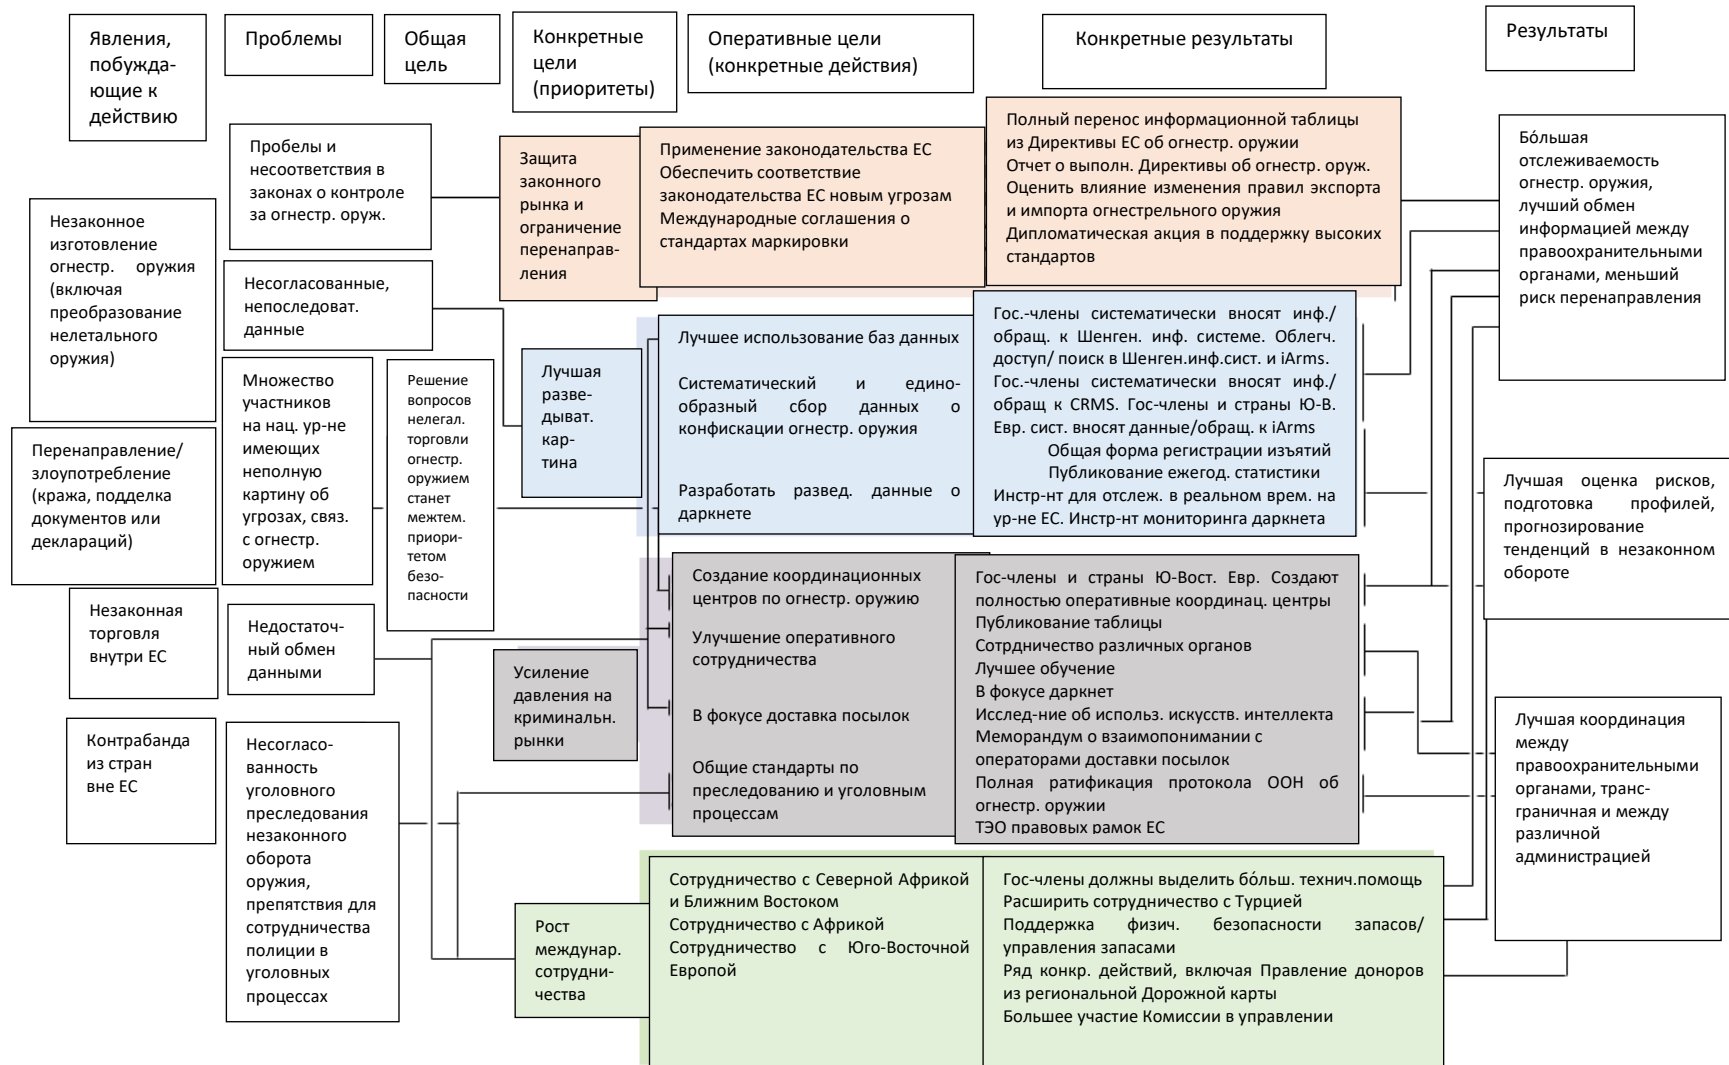 Явления,
побужда-
ющие к
действию
Проблемы
Общая
цель
Конкретные
цели
(приоритеты)
Оперативные цели
(конкретные действия)
Конкретные результаты
Результаты
Незаконное
изготовление
огнестр. оружия
(включая
преобразование
нелетального
оружия)
Перенаправление/
злоупотребление
(кража, подделка
документов или
деклараций)
Незаконная
торговля
внутри ЕС
Контрабанда
из стран
вне ЕС
Пробелы и
несоответствия в
законах о контроле
за огнестр. оруж.
Несогласованные,
непоследоват.
данные
Множество
участников
на нац. ур-не
имеющих
неполную
картину об
угрозах, связ.
с огнестр.
оружием
Недостаточ-
ный обмен
данными
Несогласо-
ванность
уголовного
преследования
незаконного
оборота
оружия,
препятствия для
сотрудничества
полиции в
уголовных
процессах
Решение
вопросов
нелегал.
торговли
огнестр.
оружием
станет
межтем.
приори-
тетом
безо-
пасности
Защита
законного
рынка и
ограничение
перенаправ-
ления
Применение законодательства ЕС
Обеспечить соответствие
законодательства ЕС новым угрозам
Международные соглашения о
стандартах маркировки
Полный перенос информационной таблицы
из Директивы ЕС об огнестр. оружии
Отчет о выполн. Директивы об огнестр. оруж.
Оценить влияние изменения правил экспорта
и импорта огнестрельного оружия
Дипломатическая акция в поддержку высоких
стандартов
Лучшая
разве-
дыват.
кар-
тина
Лучшее использование баз данных
Систематический и едино-
образный сбор данных о
конфискации огнестр. оружия
Разработать развед. данные о
даркнете
Гос.-члены систематически вносят инф./
обращ. к Шенген. инф. системе. Облегч.
доступ/ поиск в Шенген.инф.сист. и iArms.
Гос.-члены систематически вносят инф./
обращ к CRMS. Гос-члены и страны Ю-В.
Евр. сист. вносят данные/обращ. к iArms
Общая форма регистрации изъятий
Публикование ежегод. статистики
Инстр-нт для отслеж. в реальном врем. на
ур-не ЕС. Инстр-нт мониторинга даркнета
Усиление
давления на
криминальн.
рынки
Создание координационных
центров по огнестр. оружию
Улучшение оперативного
сотрудничества
В фокусе доставка посылок
Общие стандарты по
преследованию и уголовным
процессам
Гос-члены и страны Ю-Вост. Евр. Создают
полностью оперативные координац. центры
Публикование таблицы
Сотрдничество различных органов
Лучшее обучение
В фокусе даркнет
Исслед-ние об использ. искусств. интеллекта
Меморандум о взаимопонимании с
операторами доставки посылок
Полная ратификация протокола ООН об
огнестр. оружии
ТЭО правовых рамок ЕС
Рост
междунар.
сотрудни-
чества
Сотрудничество с Северной Африкой
и Ближним Востоком
Сотрудничество с Африкой
Сотрудничество с Юго-Восточной
Европой
Гос-члены должны выделить бо́льш. технич.помощь
Расширить сотрудничество с Турцией
Поддержка физич. безопасности запасов/
управления запасами
Ряд конкр. действий, включая Правление доноров
из региональной Дорожной карты
Большее участие Комиссии в управлении
Бо́льшая
отслеживаемость
огнестр. оружия,
лучший обмен
информацией между
правоохранительными
органами, меньший
риск перенаправления
Лучшая оценка рисков,
подготовка профилей,
прогнозирование
тенденций в незаконном
обороте
Лучшая координация
между
правоохранительными
органами, транс-
граничная и между
различной
администрацией